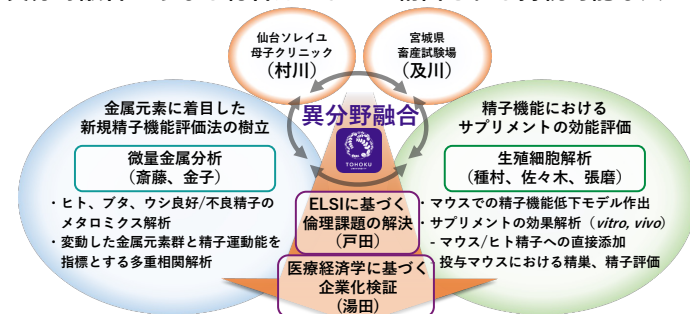 仙台ソレイユ
母子クリニック
(村川)
宮城県
畜産試験場
(及川)
異分野融合
TOHOKU
UNIVERSITY
金属元素に着目した
新規精子機能評価法の樹立
微量金属分析
(斎藤、金子)
・ヒト、ブタ、ウシ良好/不良精子の
メタロミクス解析
・変動した金属元素群と精子運動能を
指標とする多重相関解析
ELSIに基づく
倫理課題の解決
(戸田)
医療経済学に基づく
企業化検証
(湯田)
精子機能における
サプリメントの効能評価
生殖細胞解析
(種村、佐々木、張磨)
・マウスでの精子機能低下モデル作出
・サプリメントの効果解析(vitro, vivo)
- マウス/ヒト精子への直接添加
- 投与マウスにおける精巣、精子評価